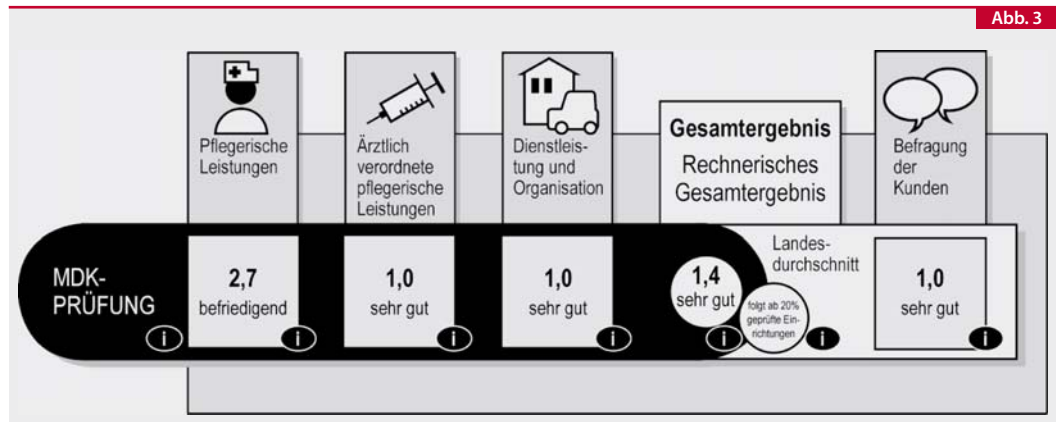 Abb. 3
Pflegerische
Leistungen
Ärztlich
verordnete
pflegerische
Leistungen
Dienstleis-
tung und
Organisation
Gesamtergebnis
Rechnerisches
Gesamtergebnis
Befragung
der
Kunden
MDK-
PRÜFUNG
i
2,7
befriedigend
i
1,0
sehr gut
i
1,0
sehr gut
i
1,4
sehr gut
i
Landes-
durchschnitt
folgt ab 20%
geprüfte Ein-
richtungen
i
1,0
sehr gut
i